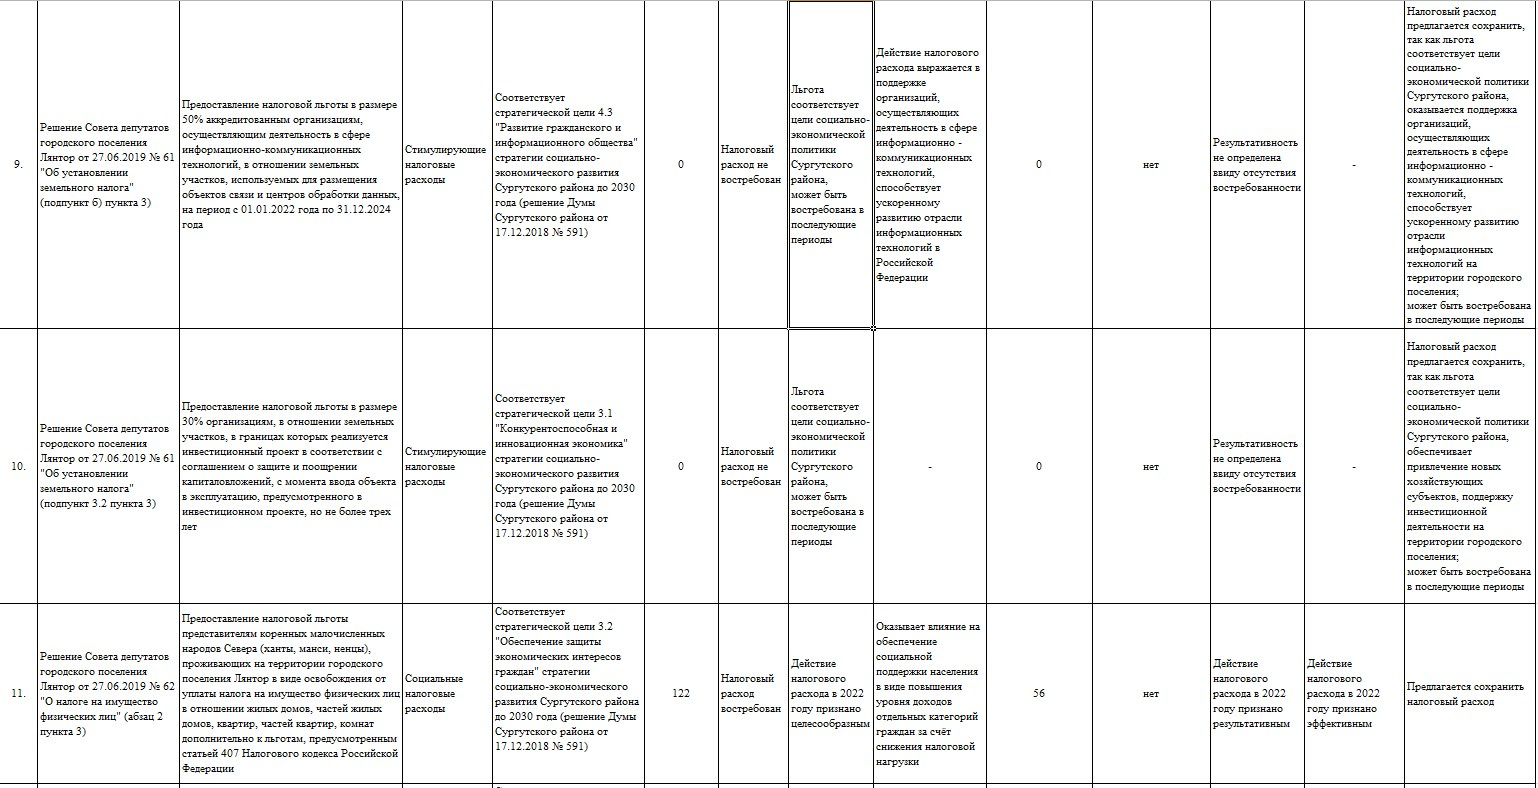 9.
Решение Совета депутатов
городского поселения
Лянтор от 27.06.2019 № 61
"Об установлении
земельного налога"
(подпункт 6) пункта 3)
Предоставление налоговой льготы в размере
50% аккредитованным организациям,
осуществляющим деятельность в сфере
информационно-коммуникационных
технологий, в отношении земельных
участков, используемых для размещения
объектов связи и центров обработки данных,
на период с 01.01.2022 года по 31.12.2024
года
Стимулирующие
налоговые
расходы
Соответствует
стратегической цели 4.3
"Развитие гражданского и
информационного общества"
стратегии социально-
экономического развития
Сургутского района до 2030
года (решение Думы
Сургутского района от
17.12.2018 № 591)
0
Налоговый
расход не
востребован
Льгота
соответствует
цели социально-
экономической
политики
Сургутского
района,
может быть
востребована в
последующие
периоды
Действие налогового
расхода выражается в
поддержке
организаций,
осуществляющих
деятельность в сфере
информационно -
коммуникационных
технологий,
способствует
ускоренному
развитию отрасли
информационных
технологий в
Российской
Федерации
0
нет
Результативность
не определена
ввиду отсутствия
востребованности
-
Налоговый расход
предлагается сохранить,
так как льгота
соответствует цели
социально-
экономической политики
Сургутского района,
оказывается поддержка
организаций,
осуществляющих
деятельность в сфере
информационно -
коммуникационных
технологий,
способствует
ускоренному развитию
отрасли
информационных
технологий на
территории городского
поселения;
может быть востребована
в последующие периоды
10.
Решение Совета депутатов
городского поселения
Лянтор от 27.06.2019 № 61
"Об установлении
земельного налога"
(подпункт 3.2 пункта 3)
Предоставление налоговой льготы в размере
30% организациям, в отношении земельных
участков, в границах которых реализуется
инвестиционный проект в соответствии с
соглашением о защите и поощрении
капиталовложений, с момента ввода объекта
в эксплуатацию, предусмотренного в
инвестиционном проекте, но не более трех
лет
Стимулирующие
налоговые
расходы
Соответствует
стратегической цели 3.1
"Конкурентоспособная и
инновационная экономика"
стратегии социально-
экономического развития
Сургутского района до 2030
года (решение Думы
Сургутского района от
17.12.2018 № 591)
0
Налоговый
расход не
востребован
Льгота
соответствует
цели социально-
экономической
политики
Сургутского
района,
может быть
востребована в
последующие
периоды
-
0
нет
Результативность
не определена
ввиду отсутствия
востребованности
-
Налоговый расход
предлагается сохранить,
так как льгота
соответствует цели
социально-
экономической политики
Сургутского района,
обеспечивает
привлечение новых
хозяйствующих
субъектов, поддержку
инвестиционной
деятельности на
территории городского
поселения;
может быть востребована
в последующие периоды
11.
Решение Совета депутатов
городского поселения
Лянтор от 27.06.2019 № 62
"О налоге на имущество
физических лиц" (абзац 2
пункта 3)
Предоставление налоговой льготы
представителям коренных малочисленных
народов Севера (ханты, манси, ненцы),
проживающих на территории городского
поселения Лянтор в виде освобождения от
уплаты налога на имущество физических лиц
в отношении жилых домов, частей жилых
домов, квартир, частей квартир, комнат
дополнительно к льготам, предусмотренным
статьей 407 Налогового кодекса Российской
Федерации
Социальные
налоговые
расходы
Соответствует
стратегической цели 3.2
"Обеспечение защиты
экономических интересов
граждан" стратегии
социально-экономического
развития Сургутского района
до 2030 года (решение Думы
Сургутского района от
17.12.2018 № 591)
122
Налоговый
расход
востребован
Действие
налогового
расхода в 2022
году признано
целесообразным
Оказывает влияние на
обеспечение
социальной
поддержки населения
в виде повышения
уровня доходов
отдельных категорий
граждан за счёт
снижения налоговой
нагрузки
56
нет
Действие
налогового
расхода в 2022
году признано
результативным
Действие
налогового
расхода в 2022
году признано
эффективным
Предлагается сохранить
налоговый расход